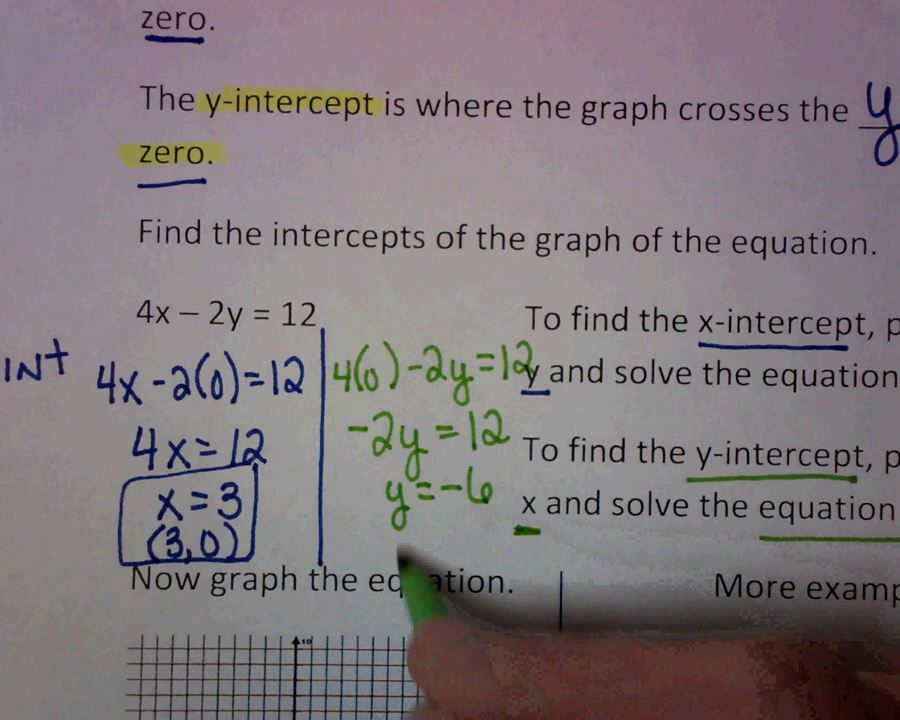 zero.
The y-intercept is where the graph crosses the y
zero.
Find the intercepts of the graph of the equation.
4x – 2y = 12
INt
4x - 2(0) = 12
4x = 12
x = 3
(3, 0)
4(0) - 2y = 12
-2y = 12
y = -6
To find the x-intercept, p
y and solve the equation
To find the y-intercept, p
x and solve the equation
Now graph the equation.
More examp
10